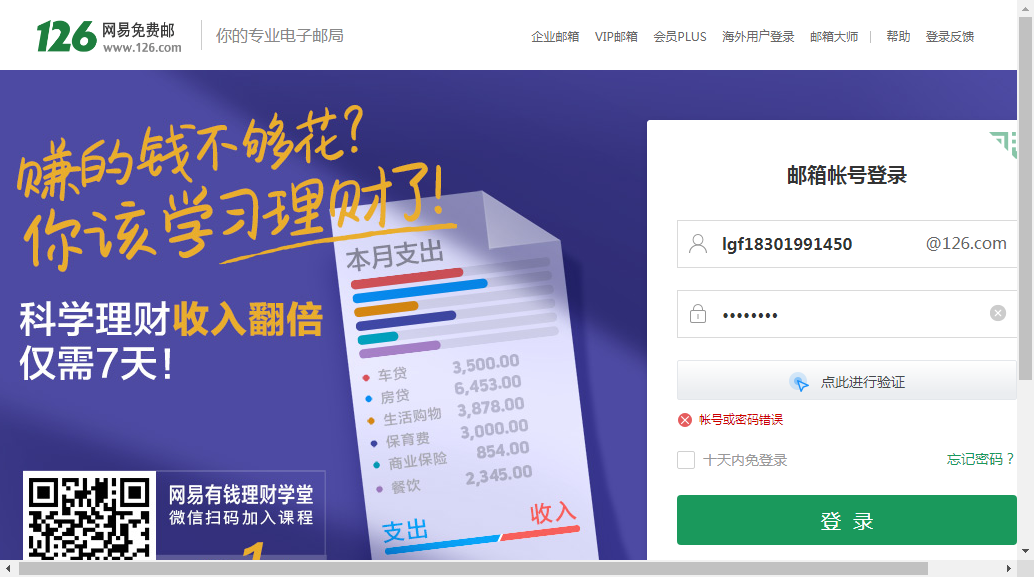 126 网易免费邮
www.126.com
你的专业电子邮局
企业邮箱 VIP邮箱 会员PLUS 海外用户登录 邮箱大师 | 帮助 登录反馈
赚的钱不够花?
你该学习理财了!
科学理财收入翻倍
仅需7天!
本月支出
车贷 3,500.00
房贷 6,453.00
生活购物 3,878.00
保育费 3,000.00
商业保险 854.00
餐饮 2,345.00
支出 收入
网易有钱理财学堂
微信扫码加入课程
1
邮箱帐号登录
lgf18301991450 @126.com
••••••••
点此进行验证
帐号或密码错误
十天内免登录 忘记密码？
登 录